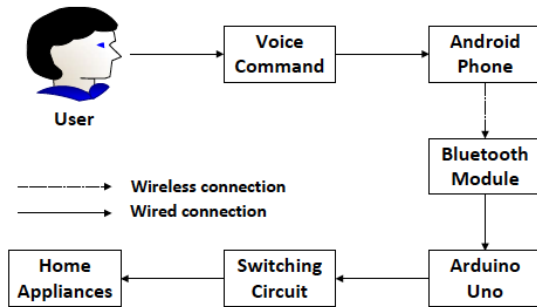 Voice
Command
Android
Phone
User
Bluetooth
Module
Wireless connection
Wired connection
Home
Appliances
Switching
Circuit
Arduino
Uno